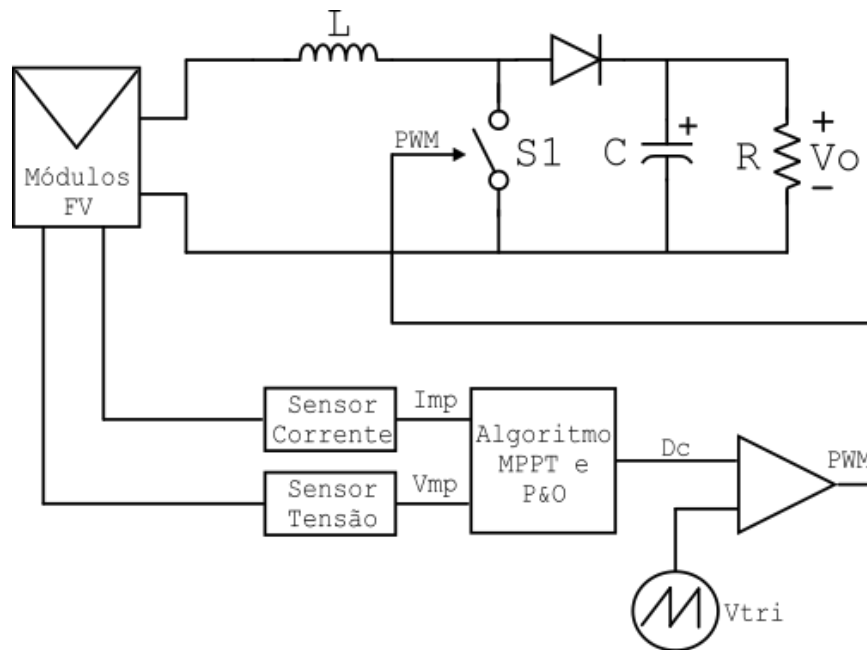 L
Módulos
FV
PWM
S1
C
+
R
+
Vo
−
Sensor
Corrente
Imp
Sensor
Tensão
Vmp
Algoritmo
MPPT e
P&O
Dc
PWM
Vtri